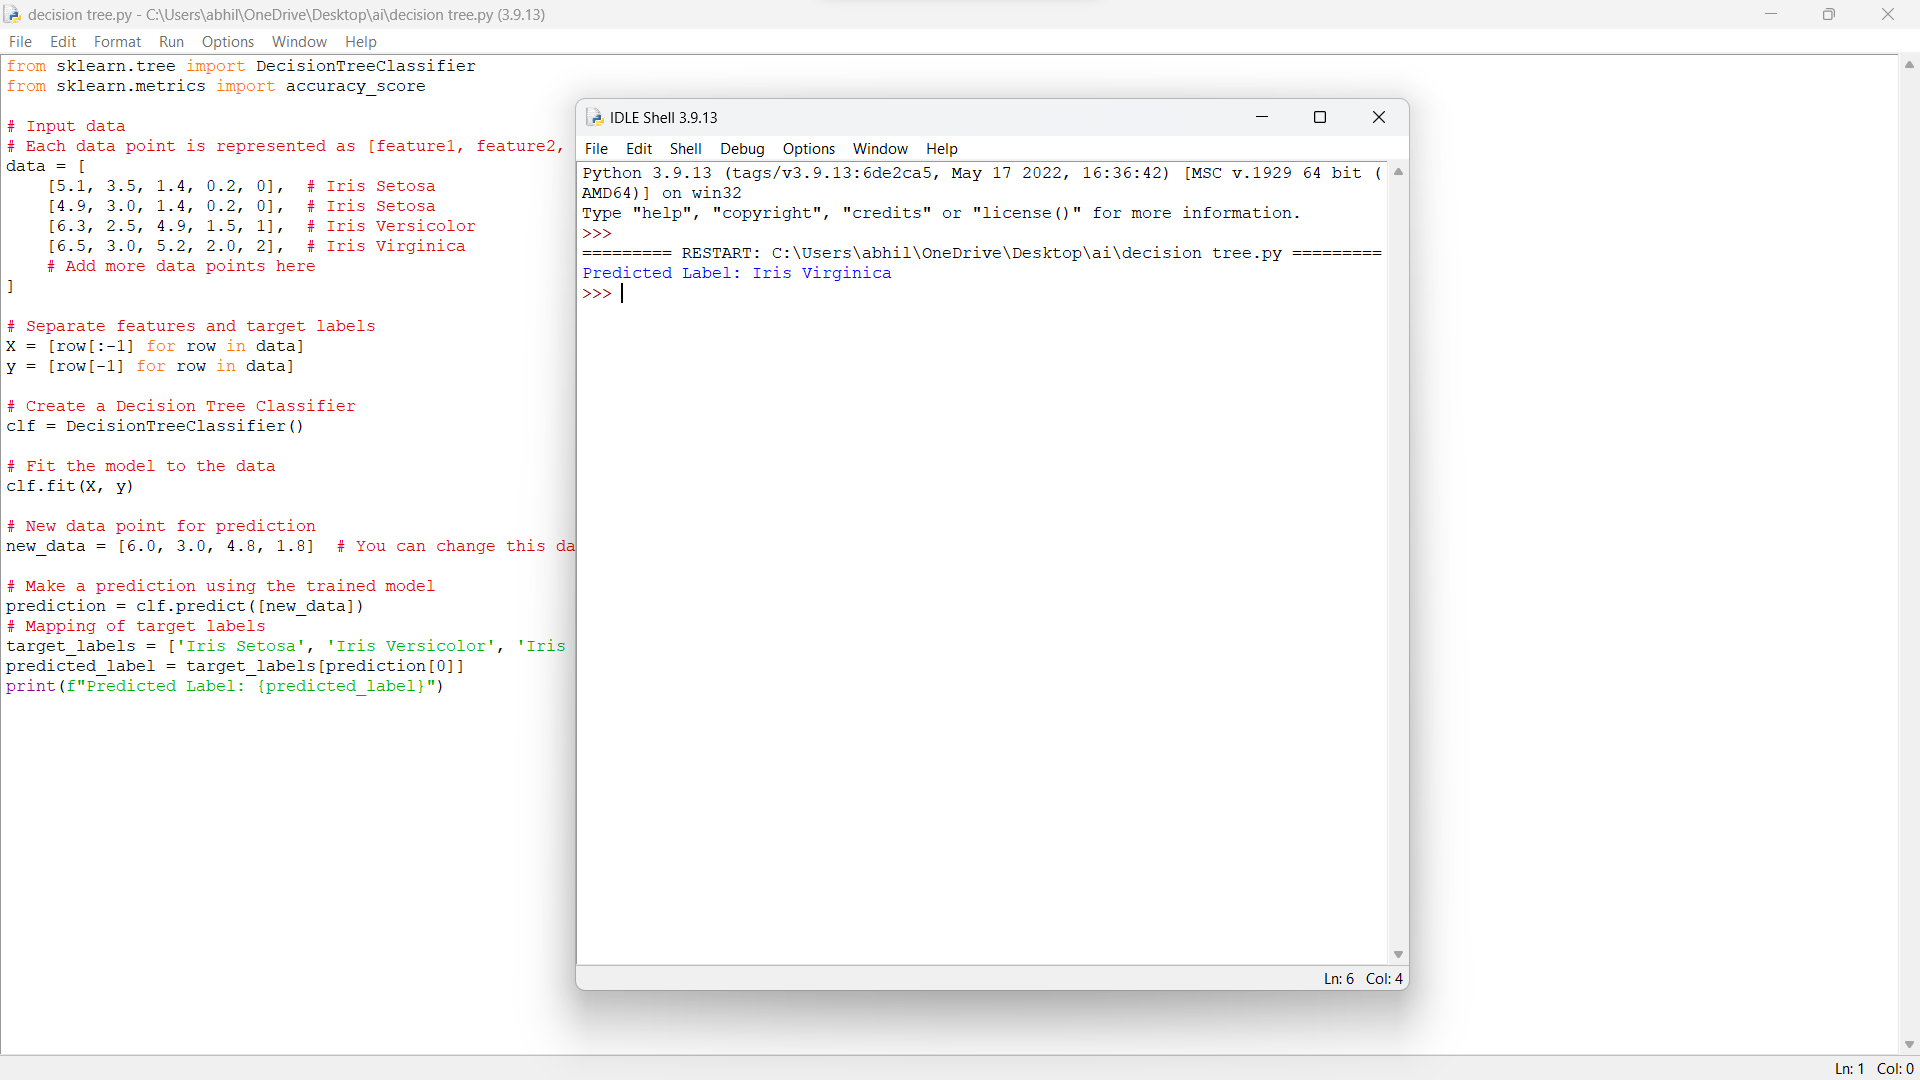 decision tree.py - C:\Users\abhil\OneDrive\Desktop\ai\decision tree.py (3.9.13)
File Edit Format Run Options Window Help
from sklearn.tree import DecisionTreeClassifier
from sklearn.metrics import accuracy_score
# Input data
# Each data point is represented as [feature1, feature2,
data = [
[5.1, 3.5, 1.4, 0.2, 0], # Iris Setosa
[4.9, 3.0, 1.4, 0.2, 0], # Iris Setosa
[6.3, 2.5, 4.9, 1.5, 1], # Iris Versicolor
[6.5, 3.0, 5.2, 2.0, 2], # Iris Virginica
# Add more data points here
]
# Separate features and target labels
X = [row[:-1] for row in data]
y = [row[-1] for row in data]
# Create a Decision Tree Classifier
clf = DecisionTreeClassifier()
# Fit the model to the data
clf.fit(X, y)
# New data point for prediction
new_data = [6.0, 3.0, 4.8, 1.8] # You can change this da
# Make a prediction using the trained model
prediction = clf.predict([new_data])
# Mapping of target labels
target_labels = ['Iris Setosa', 'Iris Versicolor', 'Iris
predicted_label = target_labels[prediction[0]]
print(f"Predicted Label: {predicted_label}")
IDLE Shell 3.9.13
File Edit Shell Debug Options Window Help
Python 3.9.13 (tags/v3.9.13:6de2ca5, May 17 2022, 16:36:42) [MSC v.1929 64 bit (
AMD64)] on win32
Type "help", "copyright", "credits" or "license()" for more information.
>>>
========= RESTART: C:\Users\abhil\OneDrive\Desktop\ai\decision tree.py =========
Predicted Label: Iris Virginica
>>>
Ln: 6 Col: 4
Ln: 1 Col: 0